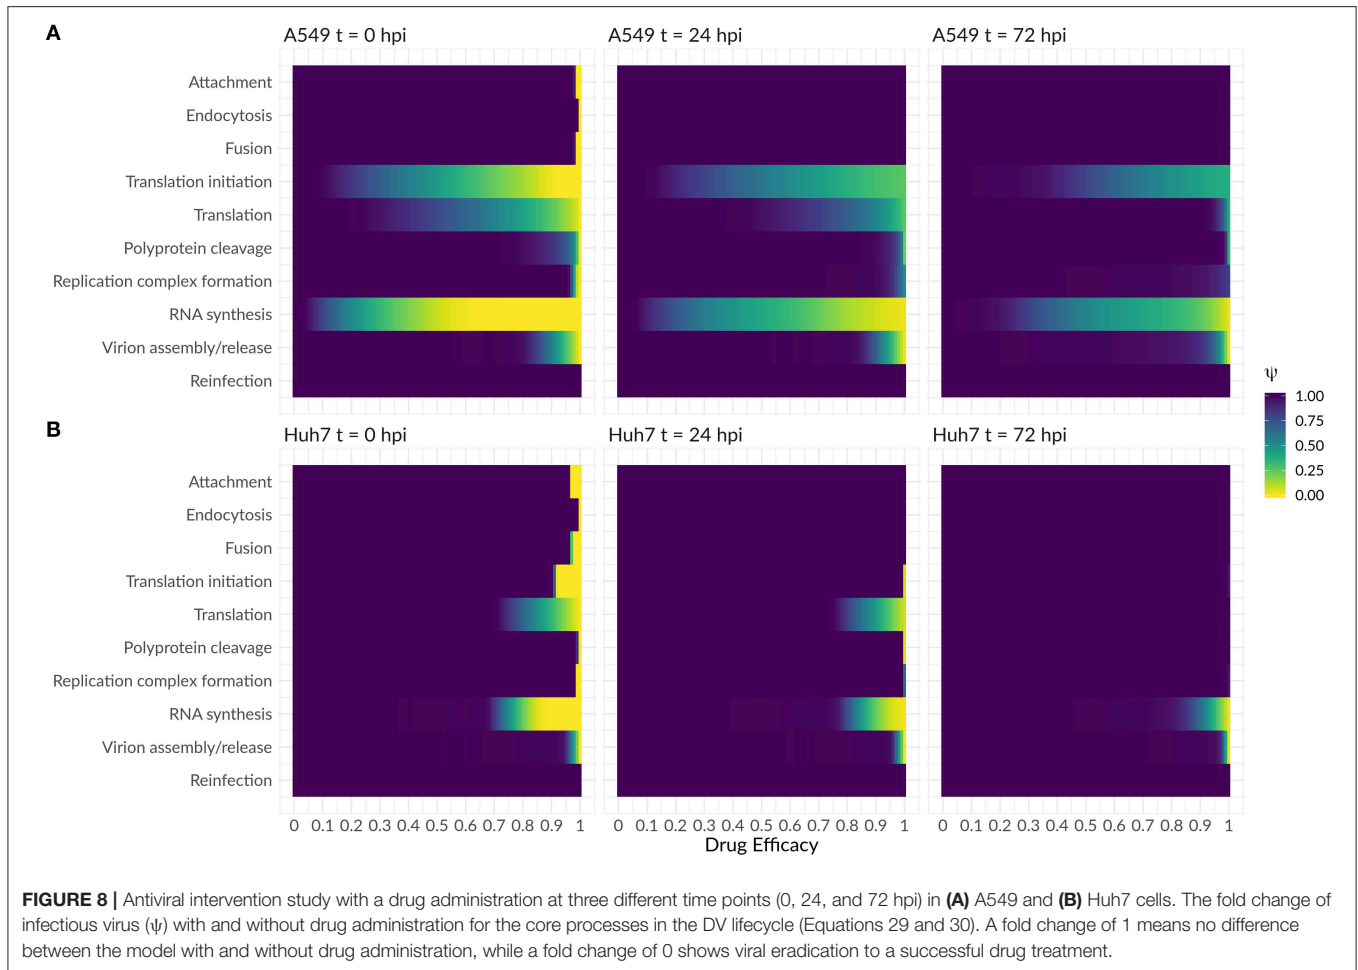 A
A549 t = 0 hpi
A549 t = 24 hpi
A549 t = 72 hpi
Attachment
Endocytosis
Fusion
Translation initiation
Translation
Polyprotein cleavage
Replication complex formation
RNA synthesis
Virion assembly/release
Reinfection
ψ
1.00
0.75
0.50
0.25
0.00
B
Huh7 t = 0 hpi
Huh7 t = 24 hpi
Huh7 t = 72 hpi
Attachment
Endocytosis
Fusion
Translation initiation
Translation
Polyprotein cleavage
Replication complex formation
RNA synthesis
Virion assembly/release
Reinfection
0 0.1 0.2 0.3 0.4 0.5 0.6 0.7 0.8 0.9 1
0 0.1 0.2 0.3 0.4 0.5 0.6 0.7 0.8 0.9 1
0 0.1 0.2 0.3 0.4 0.5 0.6 0.7 0.8 0.9 1
Drug Efficacy
FIGURE 8 | Antiviral intervention study with a drug administration at three different time points (0, 24, and 72 hpi) in (A) A549 and (B) Huh7 cells. The fold change of
infectious virus (ψ) with and without drug administration for the core processes in the DV lifecycle (Equations 29 and 30). A fold change of 1 means no difference
between the model with and without drug administration, while a fold change of 0 shows viral eradication to a successful drug treatment.